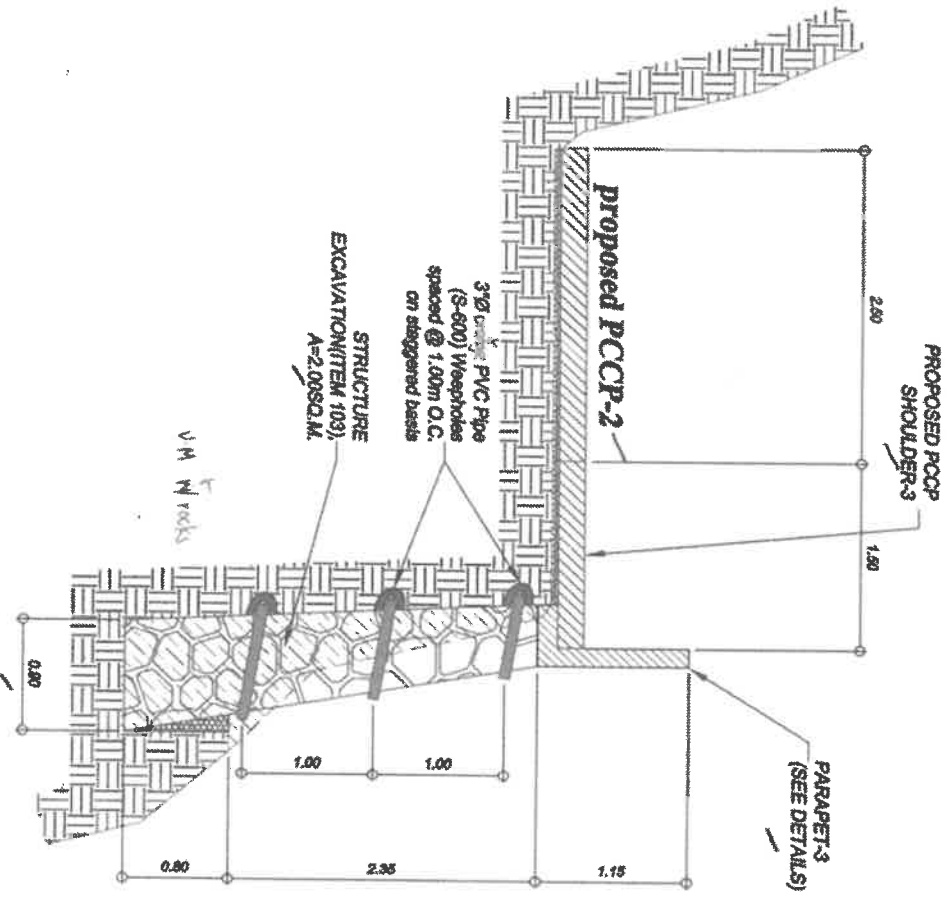 PROPOSED PCCP
SHOULDER-3
2.50
1.50
proposed PCCP-2
PARAPET-3
(SEE DETAILS)
3"Ø PVC Pipe
(S-600) Weepholes
spaced @ 1.00m O.C.
on staggered basis
STRUCTURE
EXCAVATION(ITEM 103),
A=2.00SQ.M.
rocks
1.15
2.35
0.80
1.00
1.00
0.80